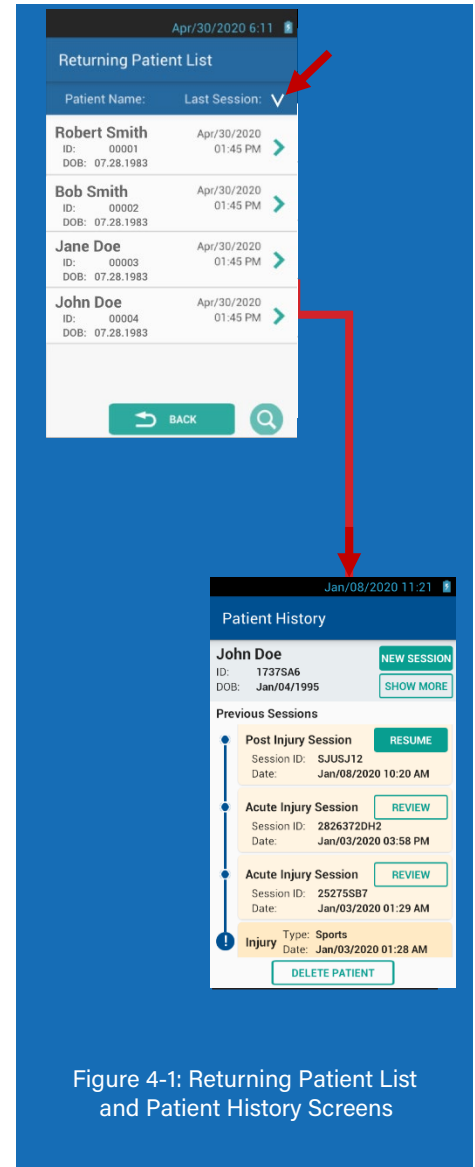 Apr/30/2020 6:11
Returning Patient List
Patient Name: Last Session:
Robert Smith Apr/30/2020
ID: 00001 01:45 PM
DOB: 07.28.1983
Bob Smith Apr/30/2020
ID: 00002 01:45 PM
DOB: 07.28.1983
Jane Doe Apr/30/2020
ID: 00003 01:45 PM
DOB: 07.28.1983
John Doe Apr/30/2020
ID: 00004 01:45 PM
DOB: 07.28.1983
BACK
Jan/08/2020 11:21
Patient History
John Doe NEW SESSION
ID: 1737SA6
DOB: Jan/04/1995 SHOW MORE
Previous Sessions
Post Injury Session RESUME
Session ID: SJUSJ12
Date: Jan/08/2020 10:20 AM
Acute Injury Session REVIEW
Session ID: 2826372DH2
Date: Jan/03/2020 03:58 PM
Acute Injury Session REVIEW
Session ID: 25275SB7
Date: Jan/03/2020 01:29 AM
Injury Type: Sports
Date: Jan/03/2020 01:28 AM
DELETE PATIENT
Figure 4-1: Returning Patient List
and Patient History Screens